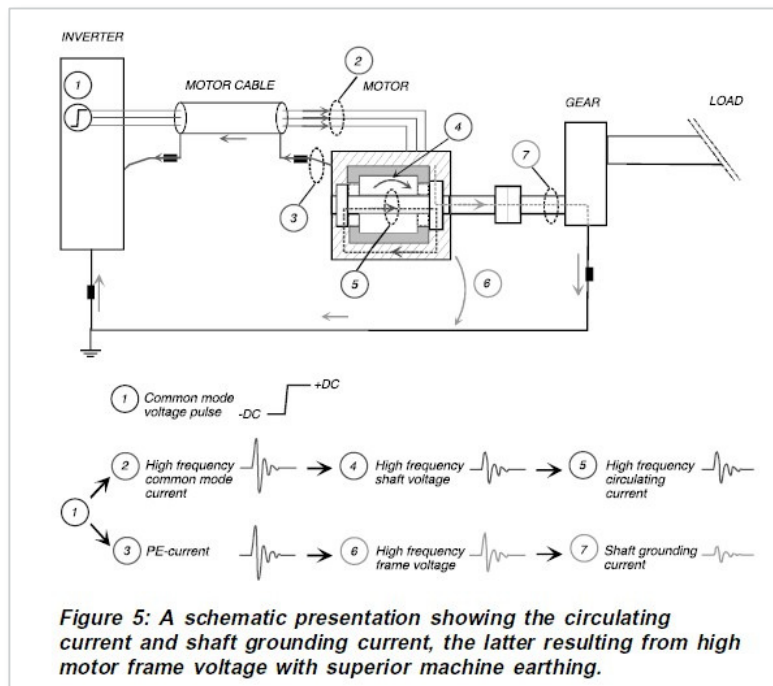 INVERTER
1
MOTOR CABLE
2
MOTOR
GEAR
LOAD
4
7
3
5
6
1 Common mode
voltage pulse
-DC
+DC
2 High frequency
common mode
current
4 High frequency
shaft voltage
5 High frequency
circulating
current
1
3 PE-current
6 High frequency
frame voltage
7 Shaft grounding
current
Figure 5: A schematic presentation showing the circulating
current and shaft grounding current, the latter resulting from high
motor frame voltage with superior machine earthing.